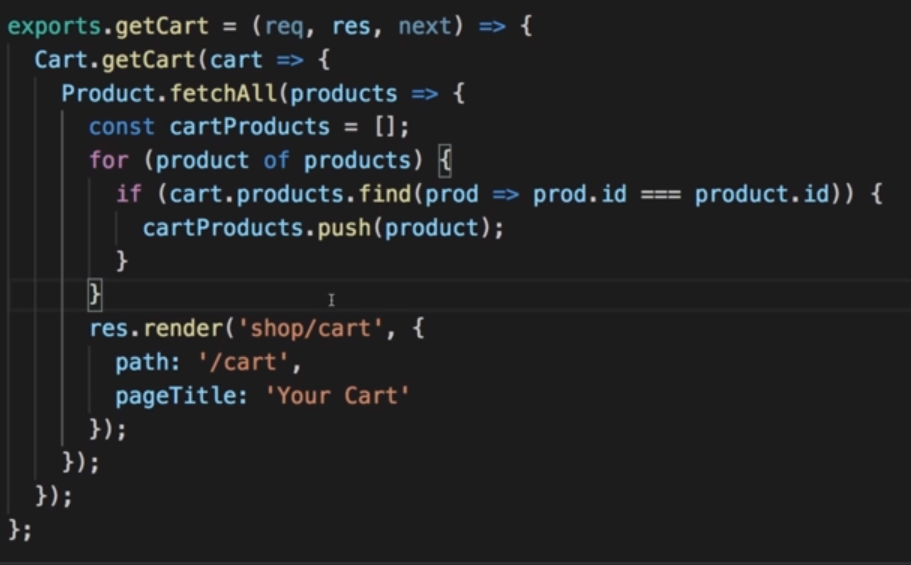 exports.getCart = (req, res, next) => {
  Cart.getCart(cart => {
    Product.fetchAll(products => {
      const cartProducts = [];
      for (product of products) {
        if (cart.products.find(prod => prod.id === product.id)) {
          cartProducts.push(product);
        }
      }
      res.render('shop/cart', {
        path: '/cart',
        pageTitle: 'Your Cart'
      });
    });
  });
};